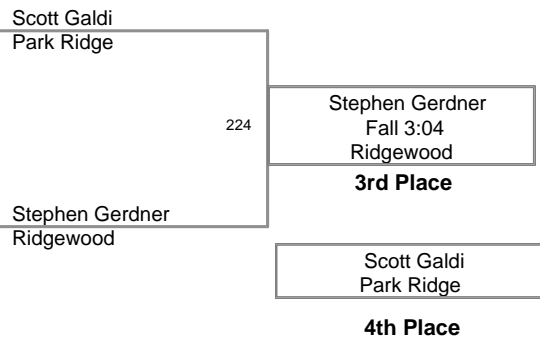 Scott Galdi
Park Ridge
224
Stephen Gerdner
Fall 3:04
Ridgewood
3rd Place
Stephen Gerdner
Ridgewood
Scott Galdi
Park Ridge
4th Place